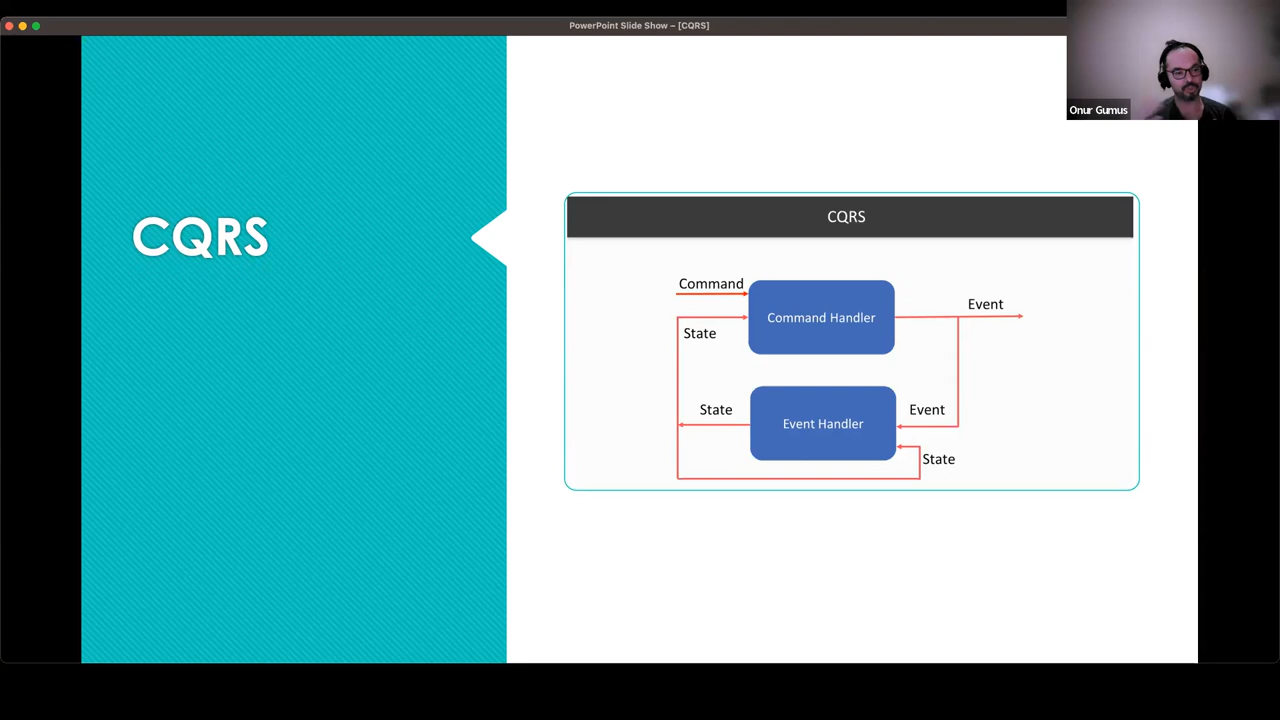 PowerPoint Slide Show – [CQRS]
Onur Gumus
CQRS
CQRS
Command
Command Handler
Event
State
State
Event Handler
Event
State